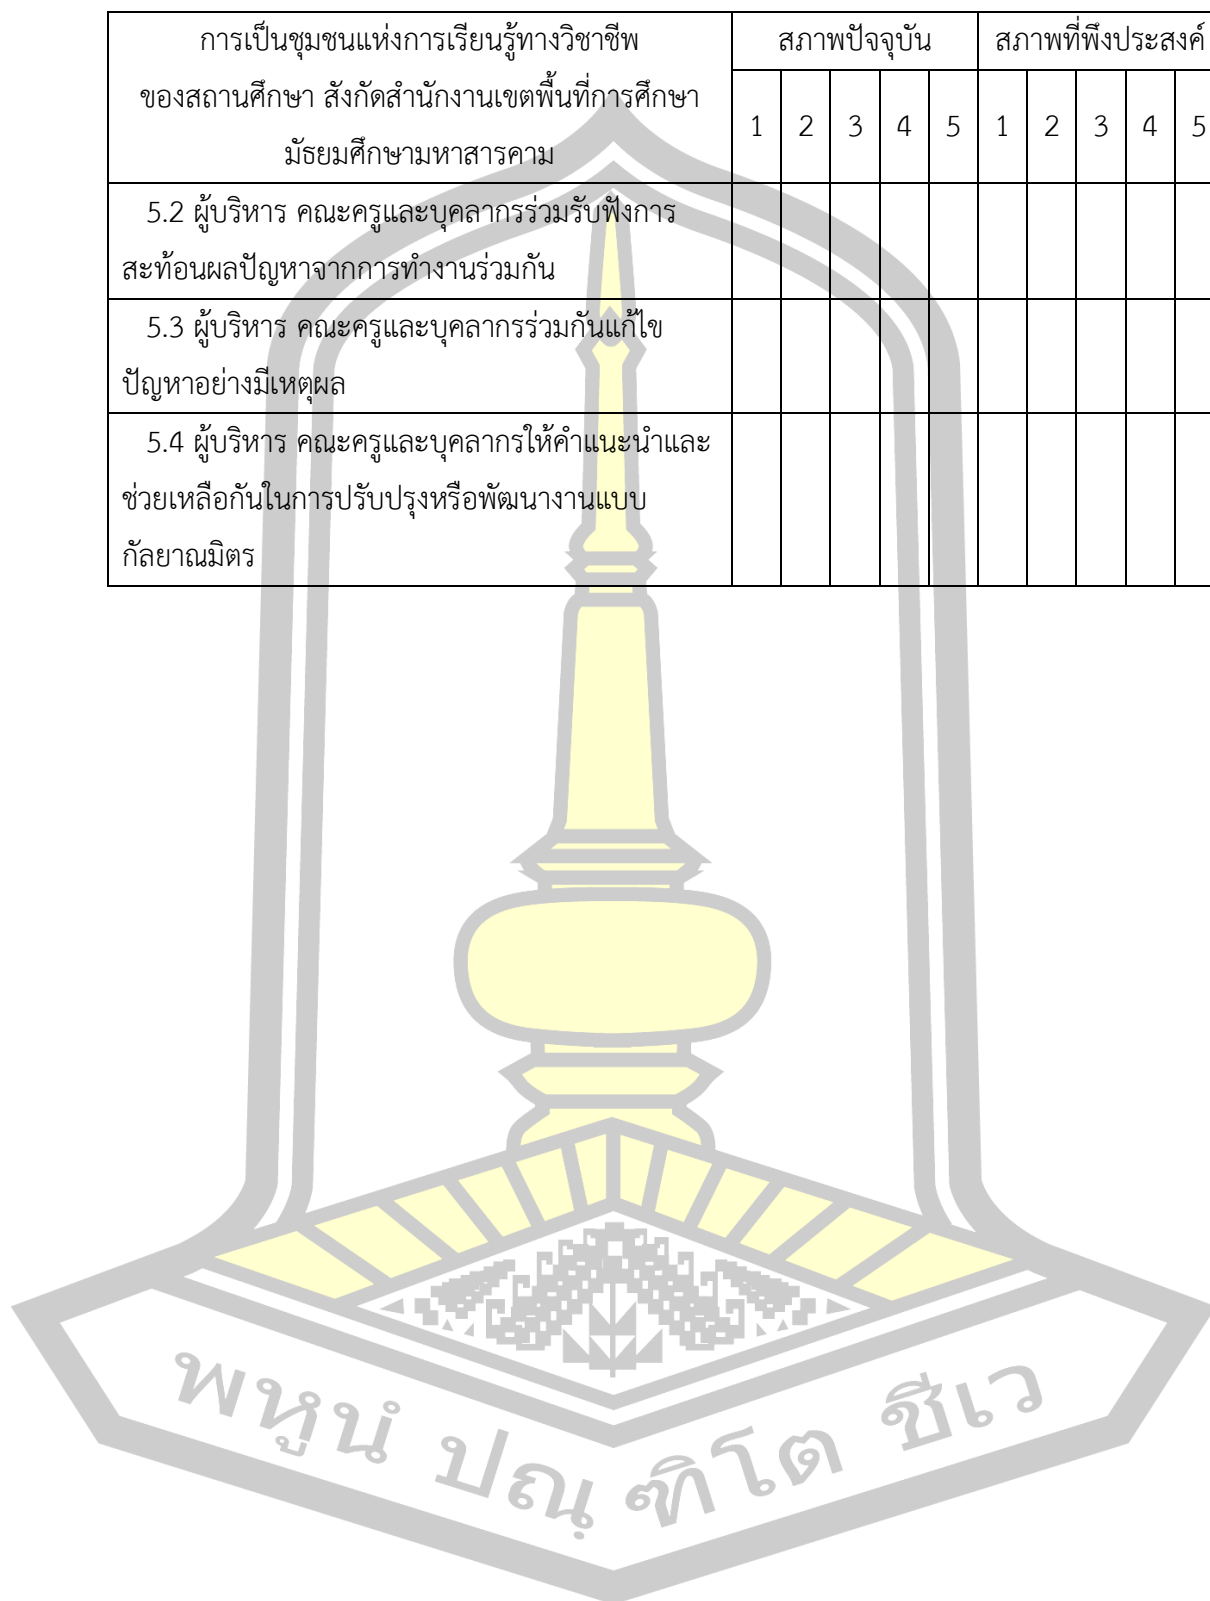 การเป็นชุมชนแห่งการเรียนรู้ทางวิชาชีพ
ของสถานศึกษา สังกัดสำนักงานเขตพื้นที่การศึกษา
มัธยมศึกษามหาสารคาม
สภาพปัจจุบัน สภาพที่พึงประสงค์
1 2 3 4 5 1 2 3 4 5
5.2 ผู้บริหาร คณะครูและบุคลากรร่วมรับฟังการ
สะท้อนผลปัญหาจากการทำงานร่วมกัน
5.3 ผู้บริหาร คณะครูและบุคลากรร่วมกันแก้ไข
ปัญหาอย่างมีเหตุผล
5.4 ผู้บริหาร คณะครูและบุคลากรให้คำแนะนำและ
ช่วยเหลือกันในการปรับปรุงหรือพัฒนางานแบบ
กัลยาณมิตร
พหูนํ ปณฺฑิโต ชีเว